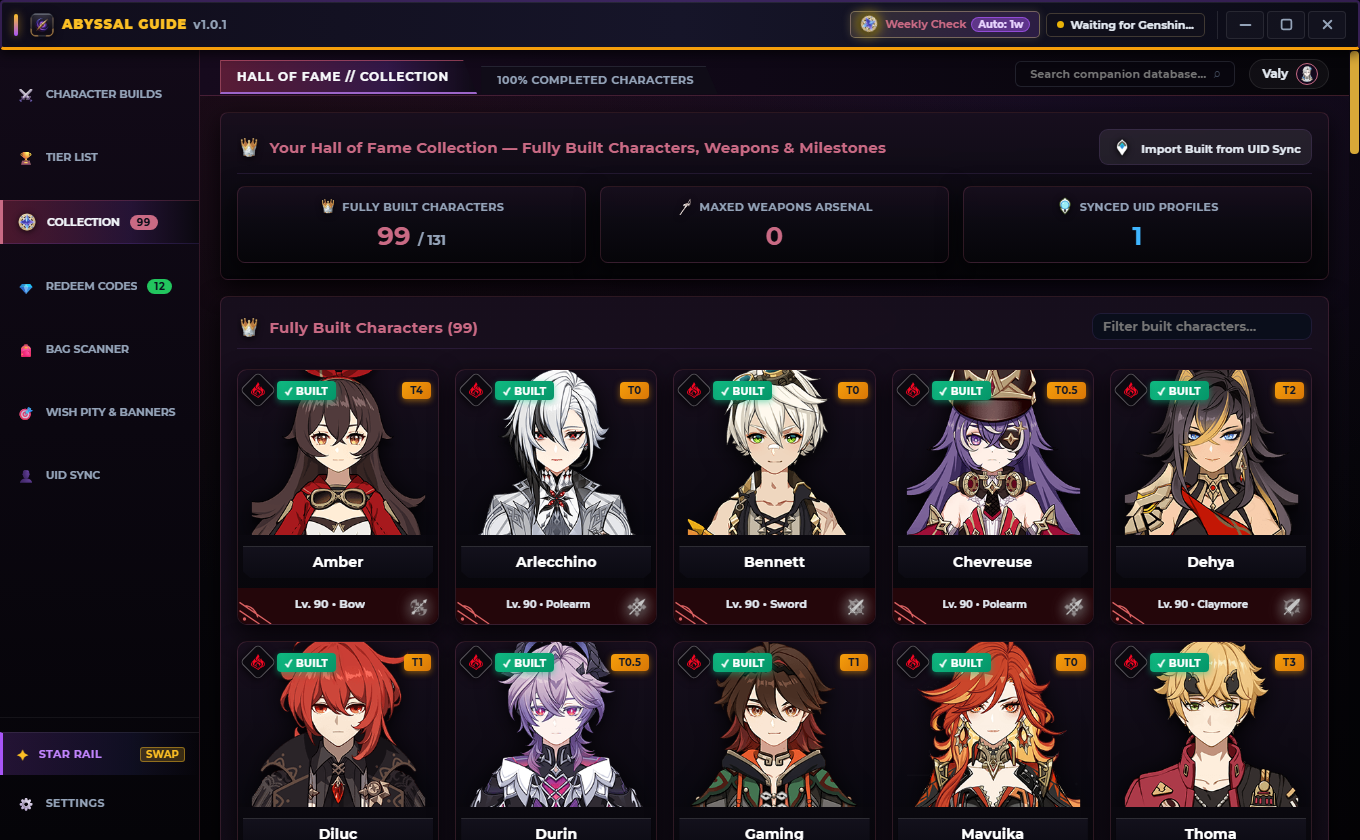 ABYSSAL GUIDE v1.0.1
Weekly Check Auto: 1w
Waiting for Genshin...
CHARACTER BUILDS
TIER LIST
COLLECTION 99
REDEEM CODES 12
BAG SCANNER
WISH PITY & BANNERS
UID SYNC
STAR RAIL SWAP
SETTINGS
HALL OF FAME // COLLECTION
100% COMPLETED CHARACTERS
Search companion database...
Valy
Your Hall of Fame Collection — Fully Built Characters, Weapons & Milestones
Import Built from UID Sync
FULLY BUILT CHARACTERS
99 / 131
MAXED WEAPONS ARSENAL
0
SYNCED UID PROFILES
1
Fully Built Characters (99)
Filter built characters...
✓ BUILT T4
Amber
Lv. 90 • Bow
✓ BUILT T0
Arlecchino
Lv. 90 • Polearm
✓ BUILT T0
Bennett
Lv. 90 • Sword
✓ BUILT T0.5
Chevreuse
Lv. 90 • Polearm
✓ BUILT T2
Dehya
Lv. 90 • Claymore
✓ BUILT T1
Diluc
✓ BUILT T0.5
Durin
✓ BUILT T1
Gaming
✓ BUILT T0
Mavuika
✓ BUILT T3
Thoma